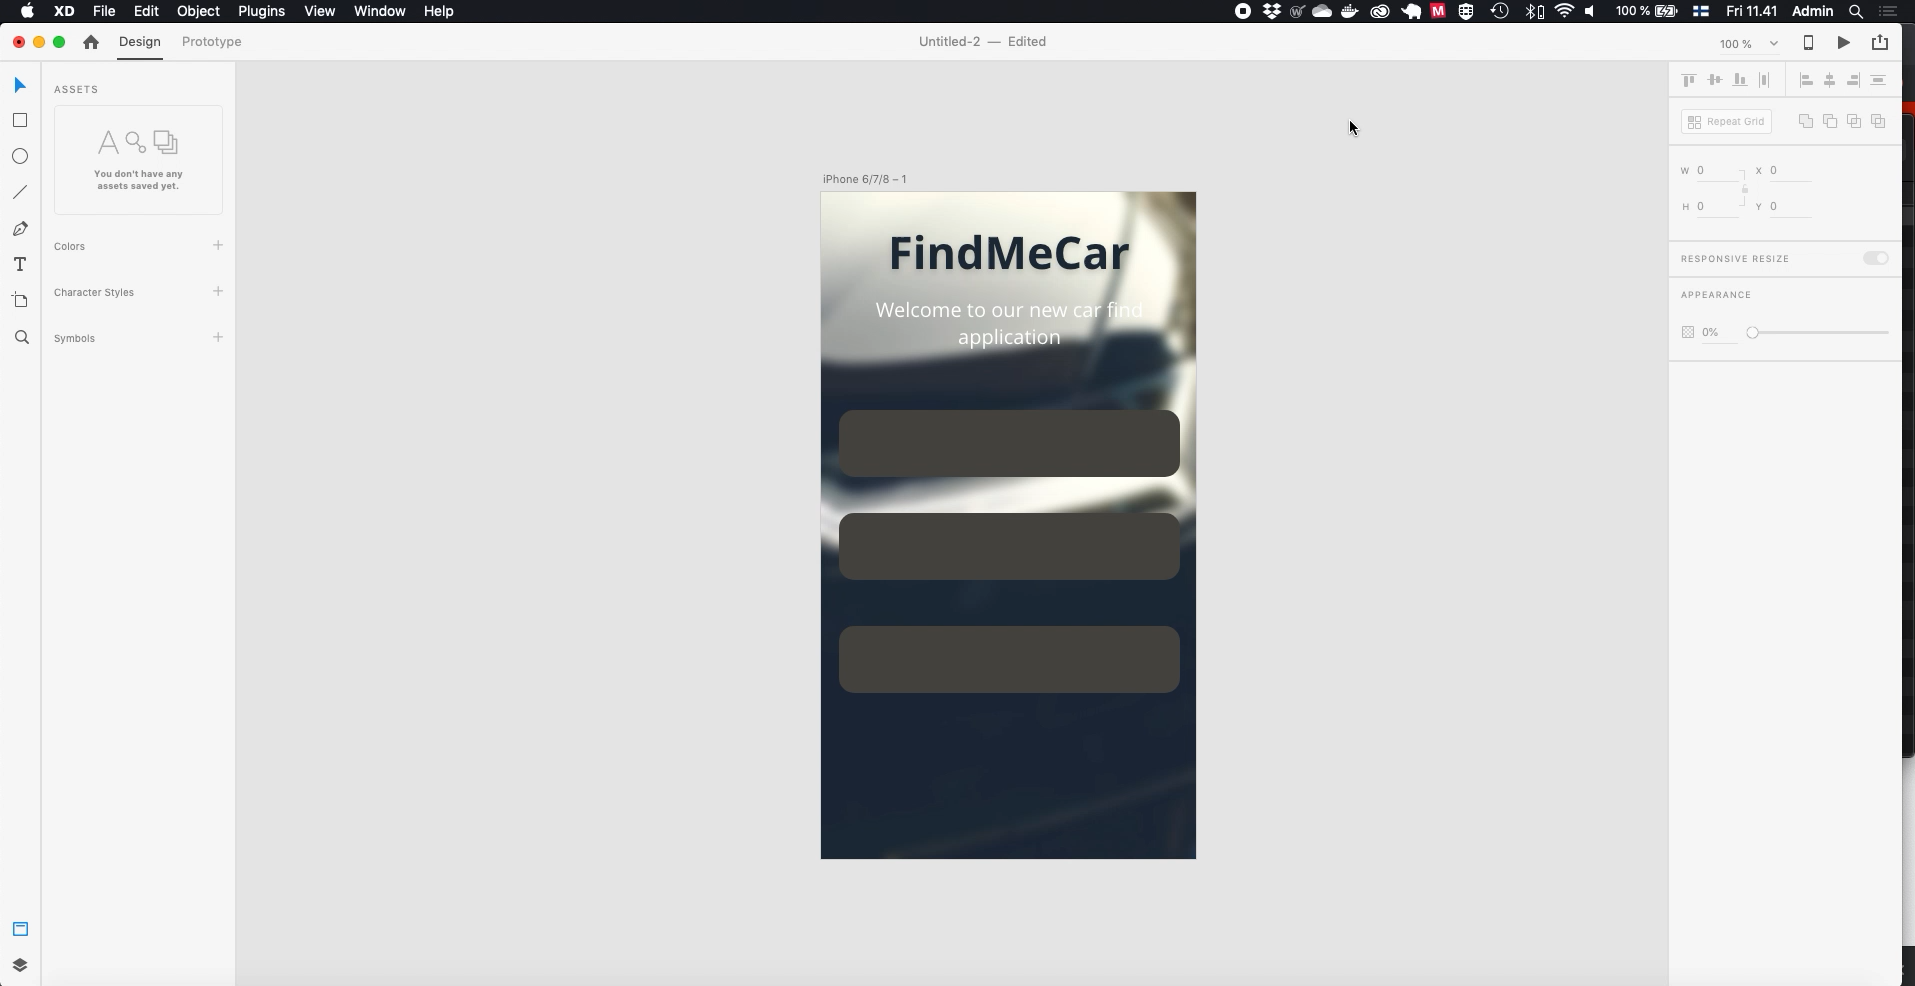 XD File Edit Object Plugins View Window Help
100 % Fri 11.41 Admin
Design Prototype
Untitled-2 — Edited
100 %
ASSETS
You don't have any
assets saved yet.
Colors
Character Styles
Symbols
iPhone 6/7/8 – 1
FindMeCar
Welcome to our new car find
application
Repeat Grid
W 0 X 0
H 0 Y 0
RESPONSIVE RESIZE
APPEARANCE
0%